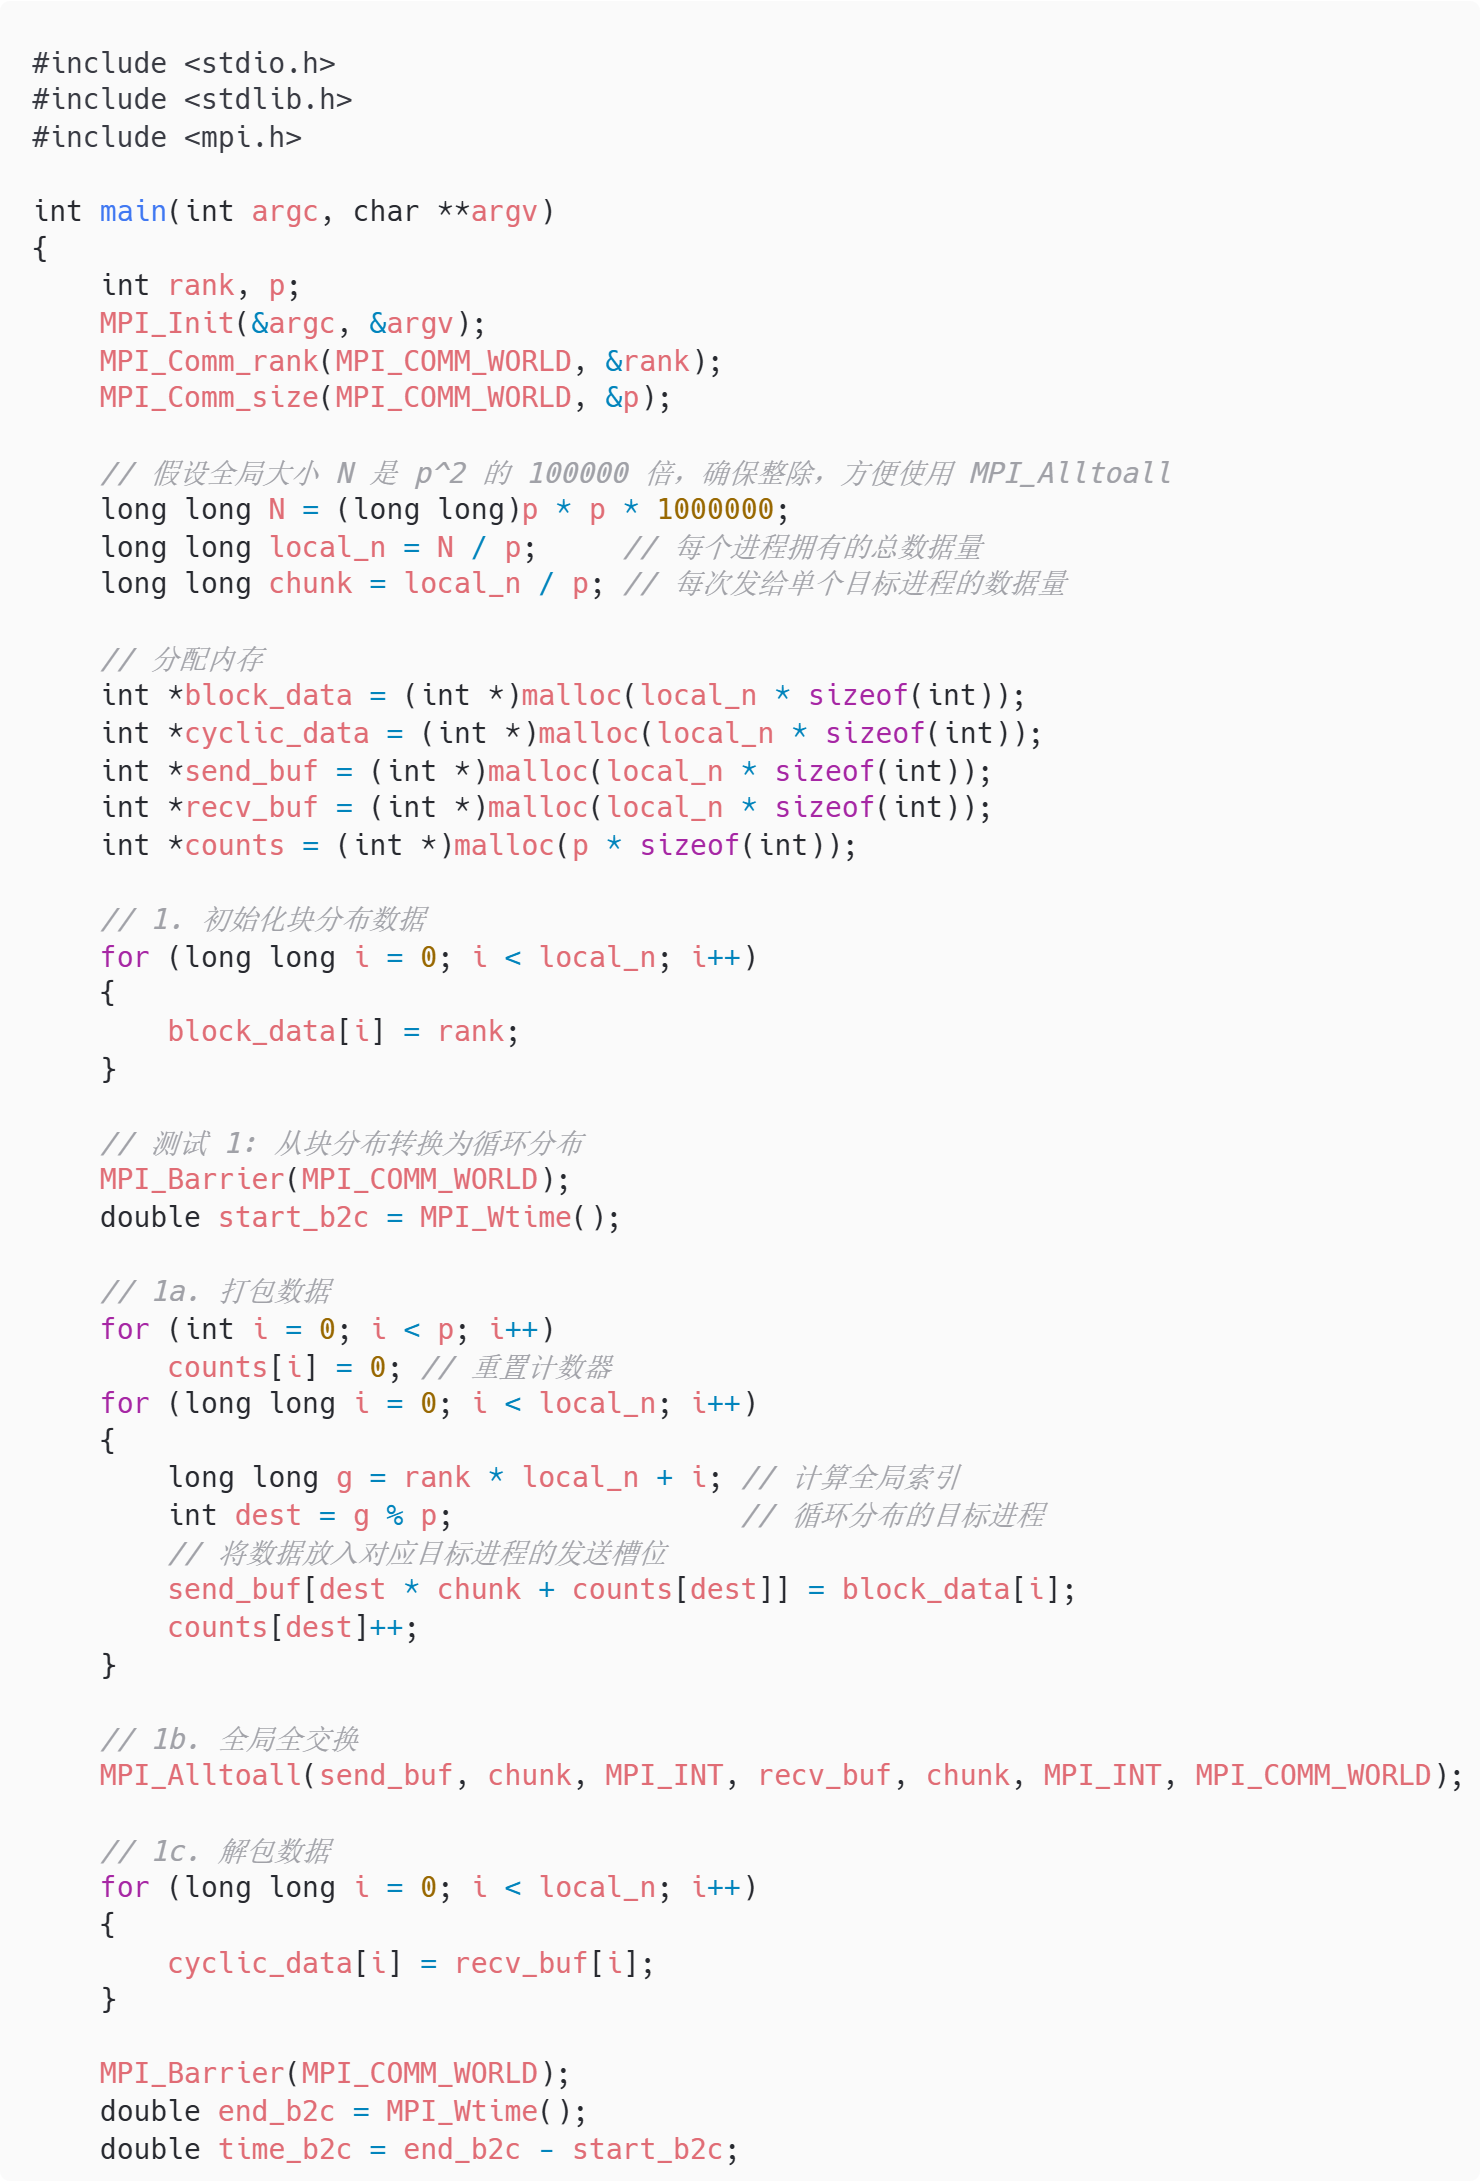 #include <stdio.h>
#include <stdlib.h>
#include <mpi.h>

int main(int argc, char **argv)
{
    int rank, p;
    MPI_Init(&argc, &argv);
    MPI_Comm_rank(MPI_COMM_WORLD, &rank);
    MPI_Comm_size(MPI_COMM_WORLD, &p);

    // 假设全局大小 N 是 p^2 的 100000 倍，确保整除，方便使用 MPI_Alltoall
    long long N = (long long)p * p * 1000000;
    long long local_n = N / p;     // 每个进程拥有的总数据量
    long long chunk = local_n / p; // 每次发给单个目标进程的数据量

    // 分配内存
    int *block_data = (int *)malloc(local_n * sizeof(int));
    int *cyclic_data = (int *)malloc(local_n * sizeof(int));
    int *send_buf = (int *)malloc(local_n * sizeof(int));
    int *recv_buf = (int *)malloc(local_n * sizeof(int));
    int *counts = (int *)malloc(p * sizeof(int));

    // 1. 初始化块分布数据
    for (long long i = 0; i < local_n; i++)
    {
        block_data[i] = rank;
    }

    // 测试 1: 从块分布转换为循环分布
    MPI_Barrier(MPI_COMM_WORLD);
    double start_b2c = MPI_Wtime();

    // 1a. 打包数据
    for (int i = 0; i < p; i++)
        counts[i] = 0; // 重置计数器
    for (long long i = 0; i < local_n; i++)
    {
        long long g = rank * local_n + i; // 计算全局索引
        int dest = g % p;                 // 循环分布的目标进程
        // 将数据放入对应目标进程的发送槽位
        send_buf[dest * chunk + counts[dest]] = block_data[i];
        counts[dest]++;
    }

    // 1b. 全局全交换
    MPI_Alltoall(send_buf, chunk, MPI_INT, recv_buf, chunk, MPI_INT, MPI_COMM_WORLD);

    // 1c. 解包数据
    for (long long i = 0; i < local_n; i++)
    {
        cyclic_data[i] = recv_buf[i];
    }

    MPI_Barrier(MPI_COMM_WORLD);
    double end_b2c = MPI_Wtime();
    double time_b2c = end_b2c - start_b2c;